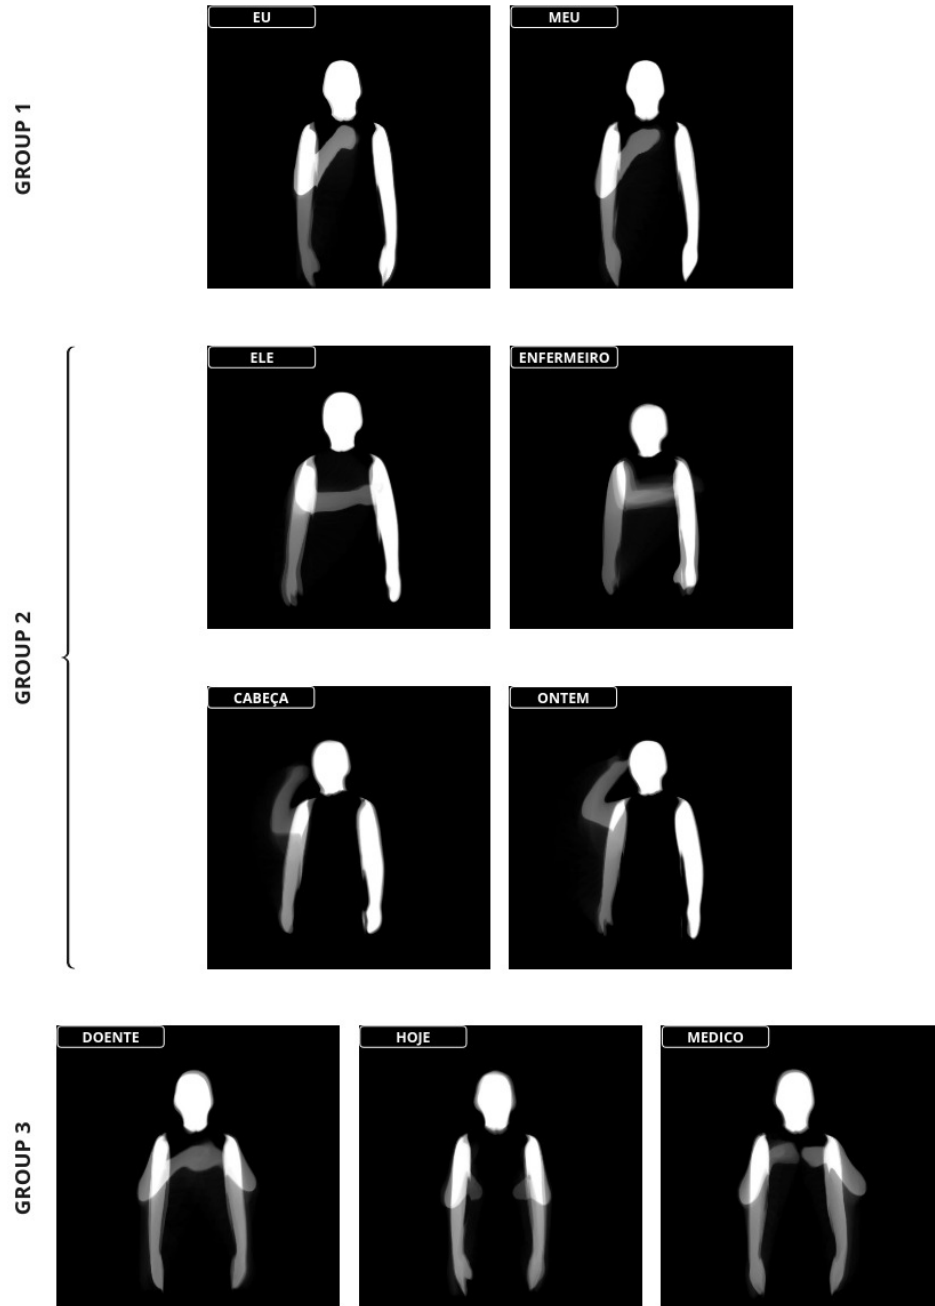 GROUP 1
EU
MEU
GROUP 2
ELE
ENFERMEIRO
CABEÇA
ONTEM
GROUP 3
DOENTE
HOJE
MEDICO